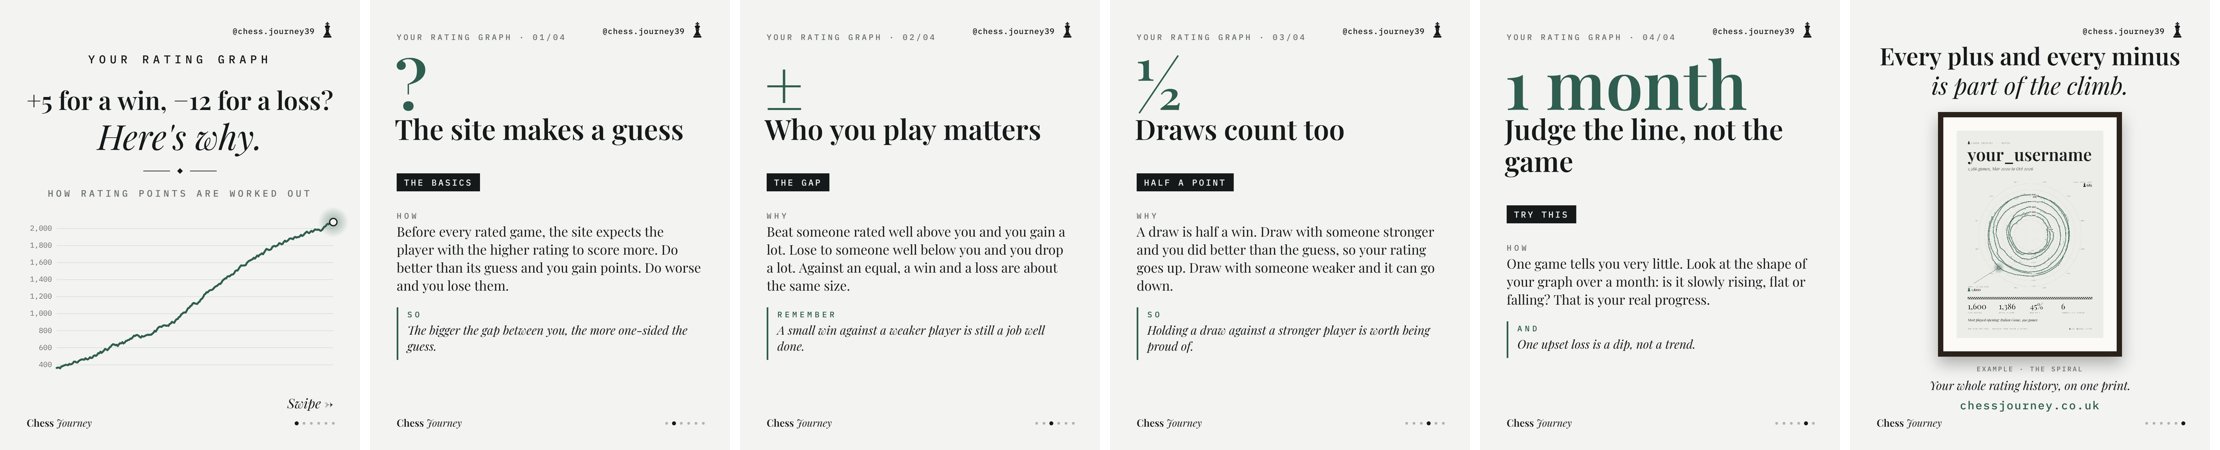 @chess.journey39
YOUR RATING GRAPH
+5 for a win, −12 for a loss?
Here's why.
HOW RATING POINTS ARE WORKED OUT
2,000
1,800
1,600
1,400
1,200
1,000
800
600
400
Swipe
Chess Journey
YOUR RATING GRAPH · 01/04
@chess.journey39
?
The site makes a guess
THE BASICS
HOW
Before every rated game, the site expects the
player with the higher rating to score more. Do
better than its guess and you gain points. Do worse
and you lose them.
SO
The bigger the gap between you, the more one-sided the
guess.
Chess Journey
YOUR RATING GRAPH · 02/04
@chess.journey39
±
Who you play matters
THE GAP
WHY
Beat someone rated well above you and you gain a
lot. Lose to someone well below you and you drop
a lot. Against an equal, a win and a loss are about
the same size.
REMEMBER
A small win against a weaker player is still a job well
done.
Chess Journey
YOUR RATING GRAPH · 03/04
@chess.journey39
½
Draws count too
HALF A POINT
WHY
A draw is half a win. Draw with someone stronger
and you did better than the guess, so your rating
goes up. Draw with someone weaker and it can go
down.
SO
Holding a draw against a stronger player is worth being
proud of.
Chess Journey
YOUR RATING GRAPH · 04/04
@chess.journey39
1 month
Judge the line, not the
game
TRY THIS
HOW
One game tells you very little. Look at the shape of
your graph over a month: is it slowly rising, flat or
falling? That is your real progress.
AND
One upset loss is a dip, not a trend.
Chess Journey
@chess.journey39
Every plus and every minus
is part of the climb.
your_username
1,600
1,386
45%
6
EXAMPLE · THE SPIRAL
Your whole rating history, on one print.
chessjourney.co.uk
Chess Journey